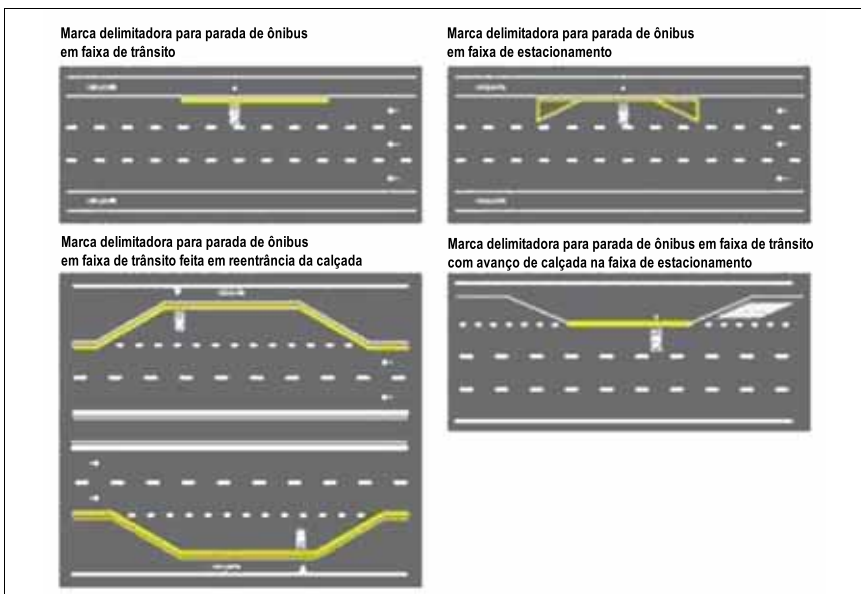 Marca delimitadora para parada de ônibus
em faixa de trânsito
Marca delimitadora para parada de ônibus
em faixa de estacionamento
Marca delimitadora para parada de ônibus
em faixa de trânsito feita em reentrância da calçada
Marca delimitadora para parada de ônibus em faixa de trânsito
com avanço de calçada na faixa de estacionamento